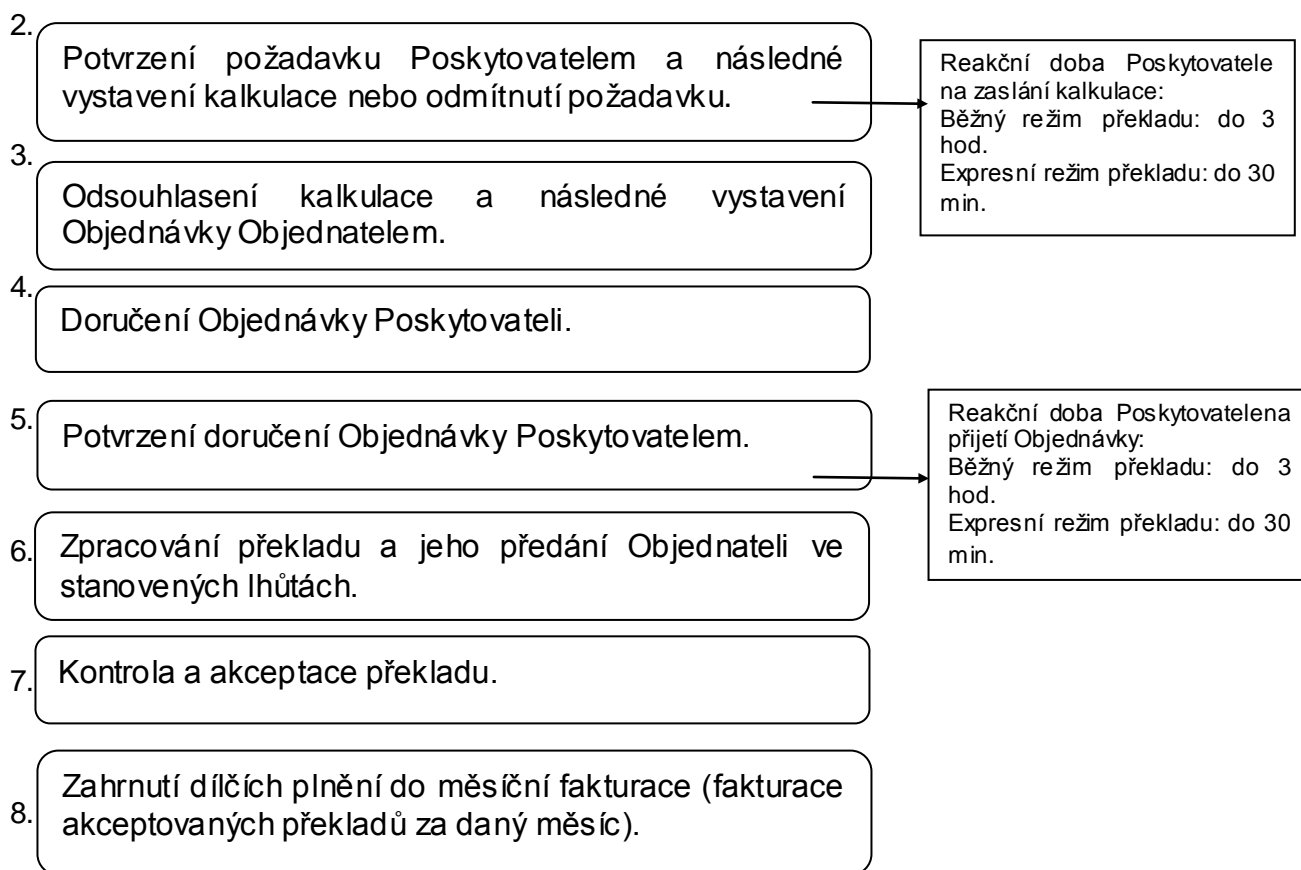 2.
Potvrzení požadavku Poskytovatelem a následné
vystavení kalkulace nebo odmítnutí požadavku.
Reakční doba Poskytovatele
na zaslání kalkulace:
Běžný režim překladu: do 3
hod.
Expresní režim překladu: do 30
min.
3.
Odsouhlasení kalkulace a následné vystavení
Objednávky Objednatelem.
4.
Doručení Objednávky Poskytovateli.
5.
Potvrzení doručení Objednávky Poskytovatelem.
Reakční doba Poskytovatelena
přijetí Objednávky:
Běžný režim překladu: do 3
hod.
Expresní režim překladu: do 30
min.
6.
Zpracování překladu a jeho předání Objednateli ve
stanovených lhůtách.
7.
Kontrola a akceptace překladu.
8.
Zahrnutí dílčích plnění do měsíční fakturace (fakturace
akceptovaných překladů za daný měsíc).